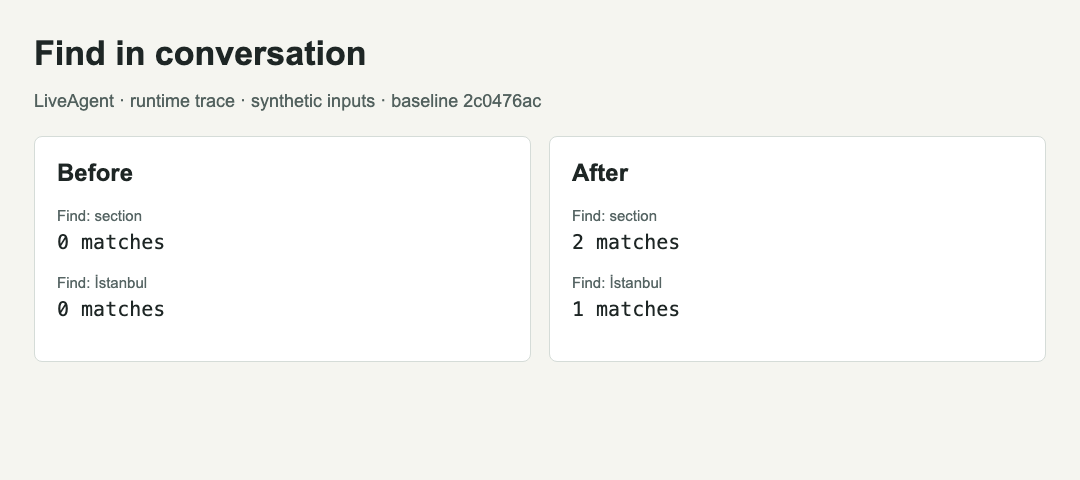 Find in conversation
LiveAgent · runtime trace · synthetic inputs · baseline 2c0476ac
Before
Find: section
0 matches
Find: İstanbul
0 matches
After
Find: section
2 matches
Find: İstanbul
1 matches